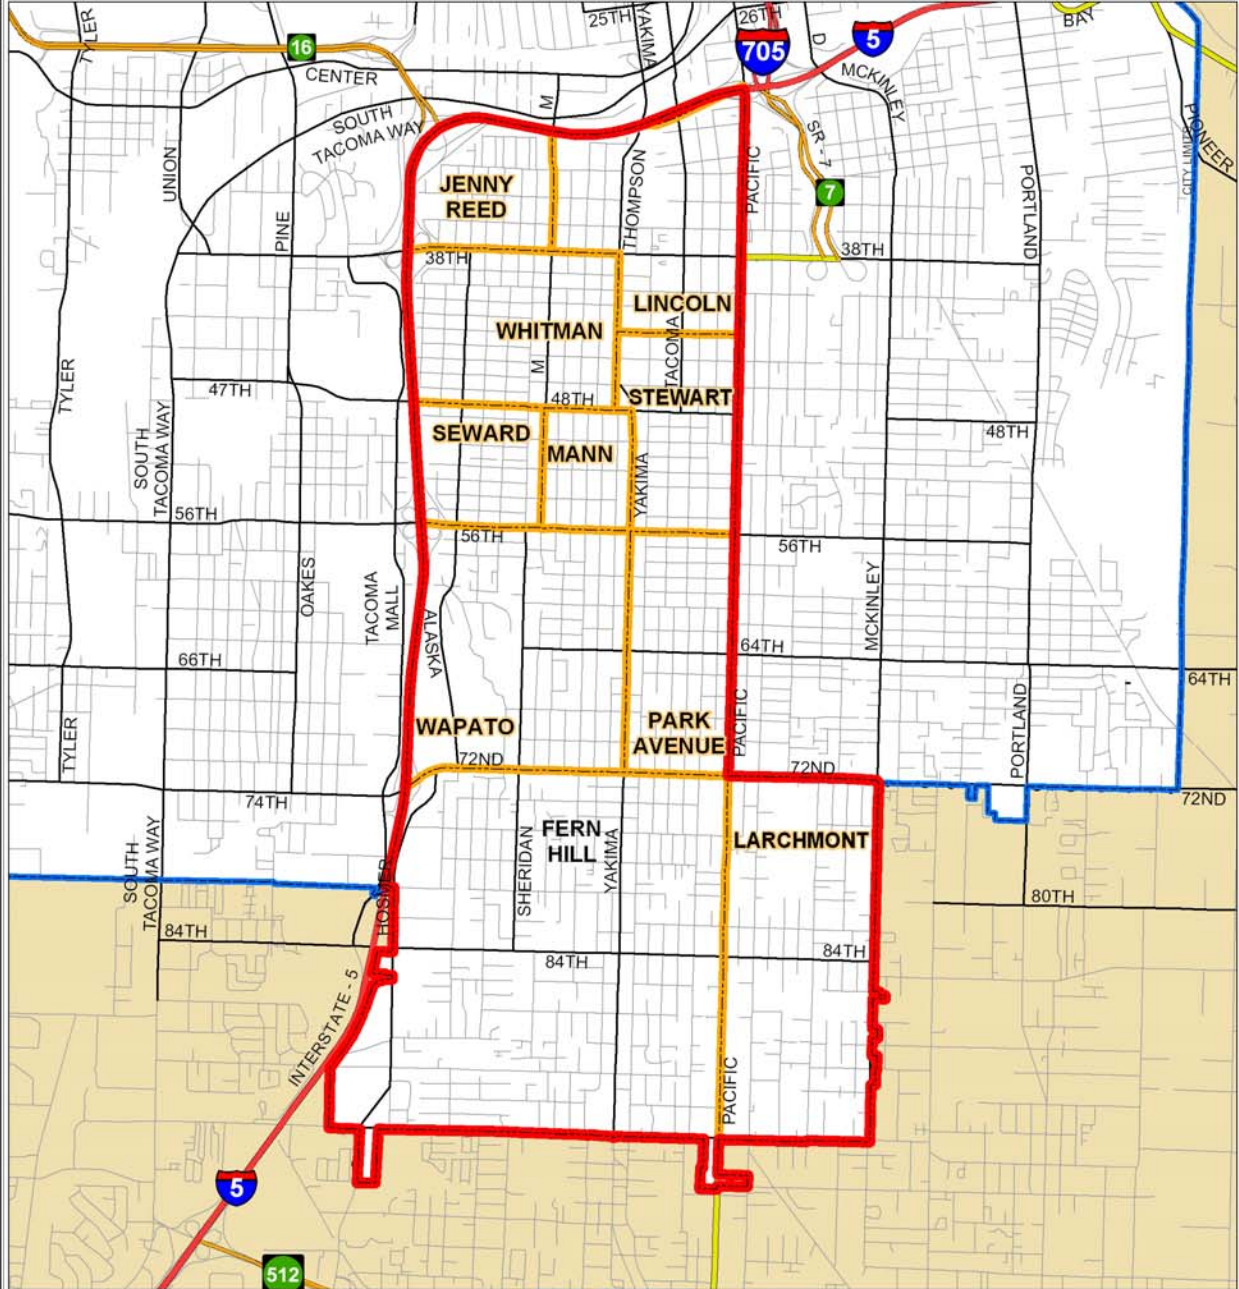 25TH
YAKIMA
26TH
BAY
TYLER
16
705
D
5
CENTER
MCKINLEY
M
SOUTH
TACOMA WAY
SR - 7
PIONEER
UNION
CITY LIMITS
THOMPSON
PACIFIC
PORTLAND
JENNY
REED
7
PINE
38TH
38TH
LINCOLN
WHITMAN
TACOMA
M
TYLER
47TH
48TH
STEWART
SOUTH
TACOMA WAY
SEWARD
48TH
MANN
YAKIMA
56TH
56TH
56TH
OAKES
TACOMA
MALL
ALASKA
MCKINLEY
64TH
66TH
64TH
TYLER
WAPATO
PARK
AVENUE
PACIFIC
PORTLAND
72ND
72ND
74TH
72ND
SOUTH
TACOMA WAY
FERN
HILL
SHERIDAN
YAKIMA
LARCHMONT
HOSMER
80TH
84TH
84TH
84TH
INTERSTATE - 5
PACIFIC
5
512